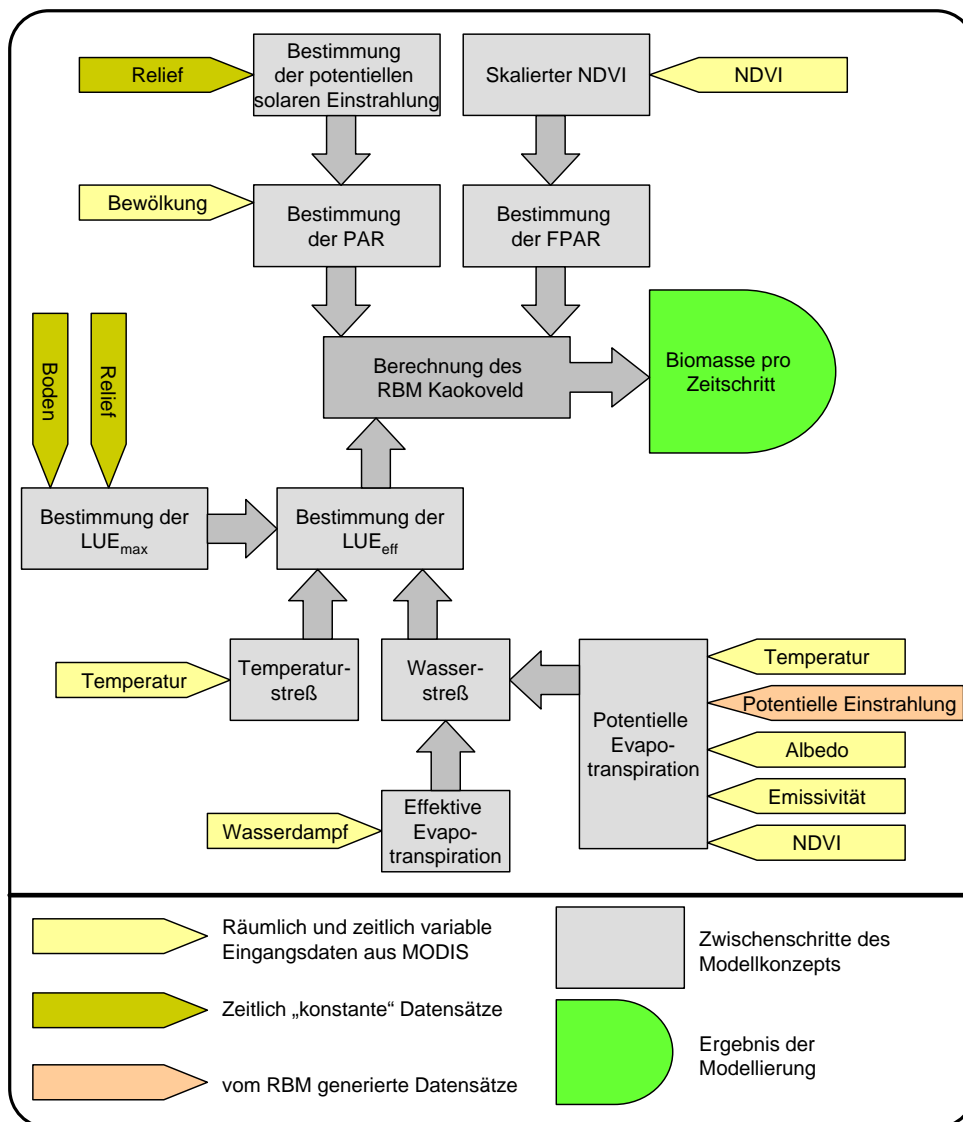 Relief
Bestimmung
der potentiellen
solaren Einstrahlung
Skalierter NDVI
NDVI
Bewölkung
Bestimmung
der PAR
Bestimmung
der FPAR
Boden
Relief
Berechnung des
RBM Kaokoveld
Biomasse pro
Zeitschritt
Bestimmung der
LUEmax
Bestimmung der
LUEeff
Temperatur
Temperatur-
streß
Wasser-
streß
Potentielle
Evapo-
transpiration
Temperatur
Potentielle Einstrahlung
Albedo
Emissivität
NDVI
Wasserdampf
Effektive
Evapo-
transpiration
Räumlich und zeitlich variable
Eingangsdaten aus MODIS
Zeitlich „konstante“ Datensätze
vom RBM generierte Datensätze
Zwischenschritte des
Modellkonzepts
Ergebnis der
Modellierung